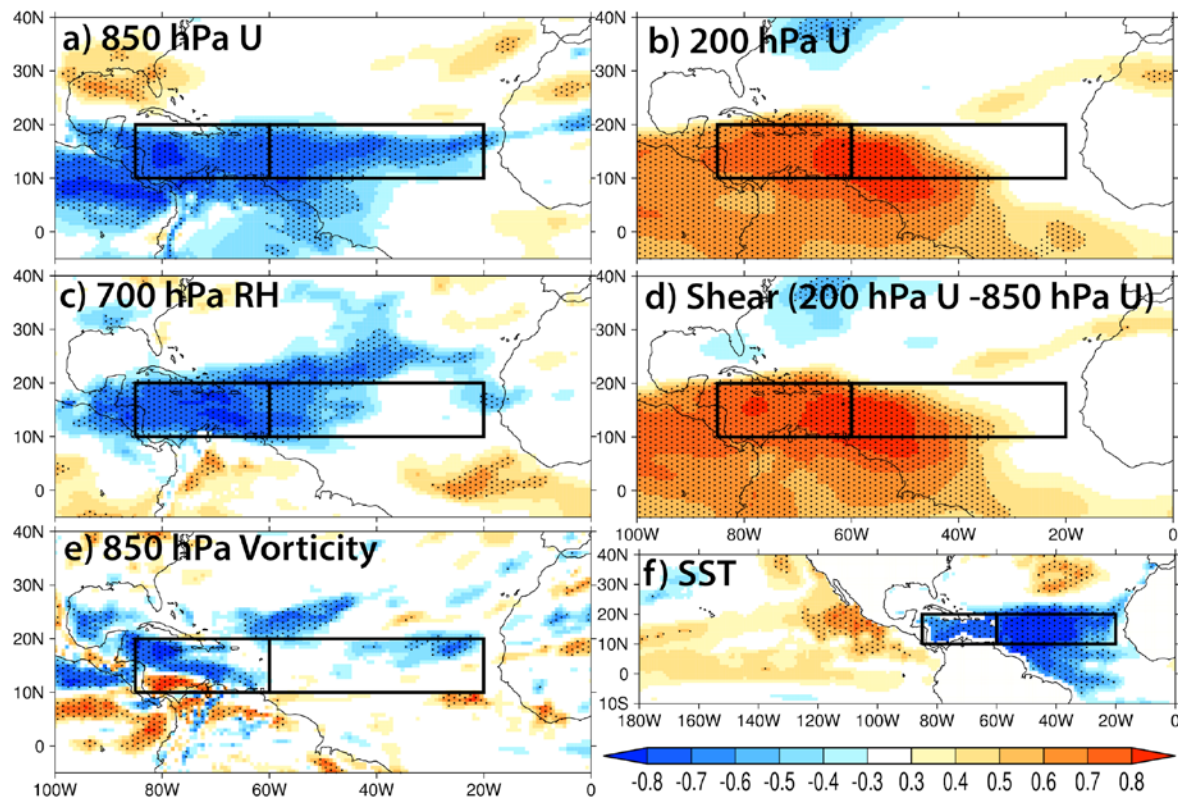 40N
a) 850 hPa U
30N
20N
10N
0
40N
b) 200 hPa U
30N
20N
10N
0
40N
c) 700 hPa RH
30N
20N
10N
0
40N
d) Shear (200 hPa U -850 hPa U)
30N
20N
10N
0
100W 80W 60W 40W 20W 0
40N
e) 850 hPa Vorticity
30N
20N
10N
0
100W 80W 60W 40W 20W 0
40N
f) SST
30N
20N
10N
0
10S
180W 160W 140W 120W 100W 80W 60W 40W 20W 0
-0.8 -0.7 -0.6 -0.5 -0.4 -0.3 0.3 0.4 0.5 0.6 0.7 0.8